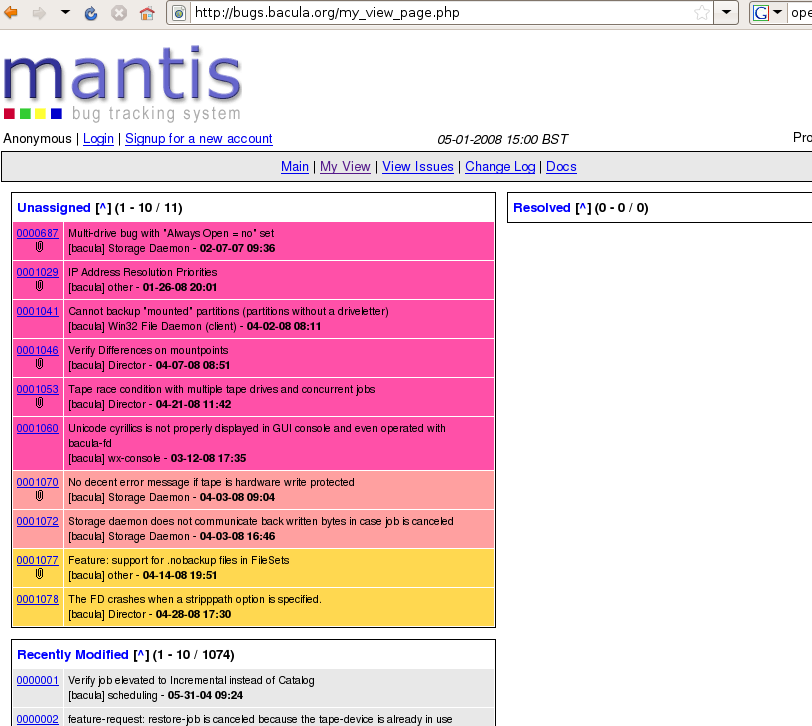 http://bugs.bacula.org/my_view_page.php
G
ope
mantis
bug tracking system
Anonymous | Login | Signup for a new account
05-01-2008 15:00 BST
Pro
Main | My View | View Issues | Change Log | Docs
Unassigned [^] (1 - 10 / 11)
0000687 Multi-drive bug with "Always Open = no" set
[bacula] Storage Daemon - 02-07-07 09:36
0001029 IP Address Resolution Priorities
[bacula] other - 01-26-08 20:01
0001041 Cannot backup "mounted" partitions (partitions without a driveletter)
[bacula] Win32 File Daemon (client) - 04-02-08 08:11
0001046 Verify Differences on mountpoints
[bacula] Director - 04-07-08 08:51
0001053 Tape race condition with multiple tape drives and concurrent jobs
[bacula] Director - 04-21-08 11:42
0001060 Unicode cyrillics is not properly displayed in GUI console and even operated with
bacula-fd
[bacula] wx-console - 03-12-08 17:35
0001070 No decent error message if tape is hardware write protected
[bacula] Storage Daemon - 04-03-08 09:04
0001072 Storage daemon does not communicate back written bytes in case job is canceled
[bacula] Storage Daemon - 04-03-08 16:46
0001077 Feature: support for .nobackup files in FileSets
[bacula] other - 04-14-08 19:51
0001078 The FD crashes when a stripppath option is specified.
[bacula] Director - 04-28-08 17:30
Recently Modified [^] (1 - 10 / 1074)
0000001 Verify job elevated to Incremental instead of Catalog
[bacula] scheduling - 05-31-04 09:24
0000002 feature-request: restore-job is canceled because the tape-device is already in use
Resolved [^] (0 - 0 / 0)